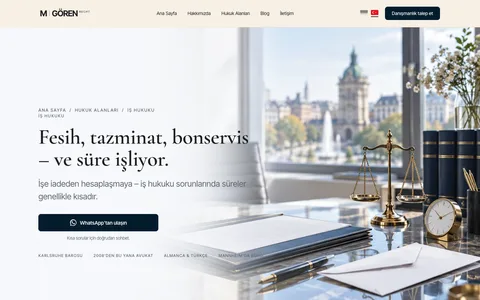 M | GÖREN
Ana Sayfa Hakkımızda Hukuk Alanları Blog İletişim
Danışmanlık talep et
ANA SAYFA / HUKUK ALANLARI / İŞ HUKUKU
İŞ HUKUKU
Fesih, tazminat, bonservis
– ve süre işliyor.
İşe iadeden hesaplaşmaya – iş hukuku sorunlarında süreler
genellikle kısadır.
WhatsApp'tan ulaşın
Kısa sorular için doğrudan sohbet.
KARLSRUHE BAROSU 2008'DEN BU YANA AVUKAT ALMANCA & TÜRKÇE